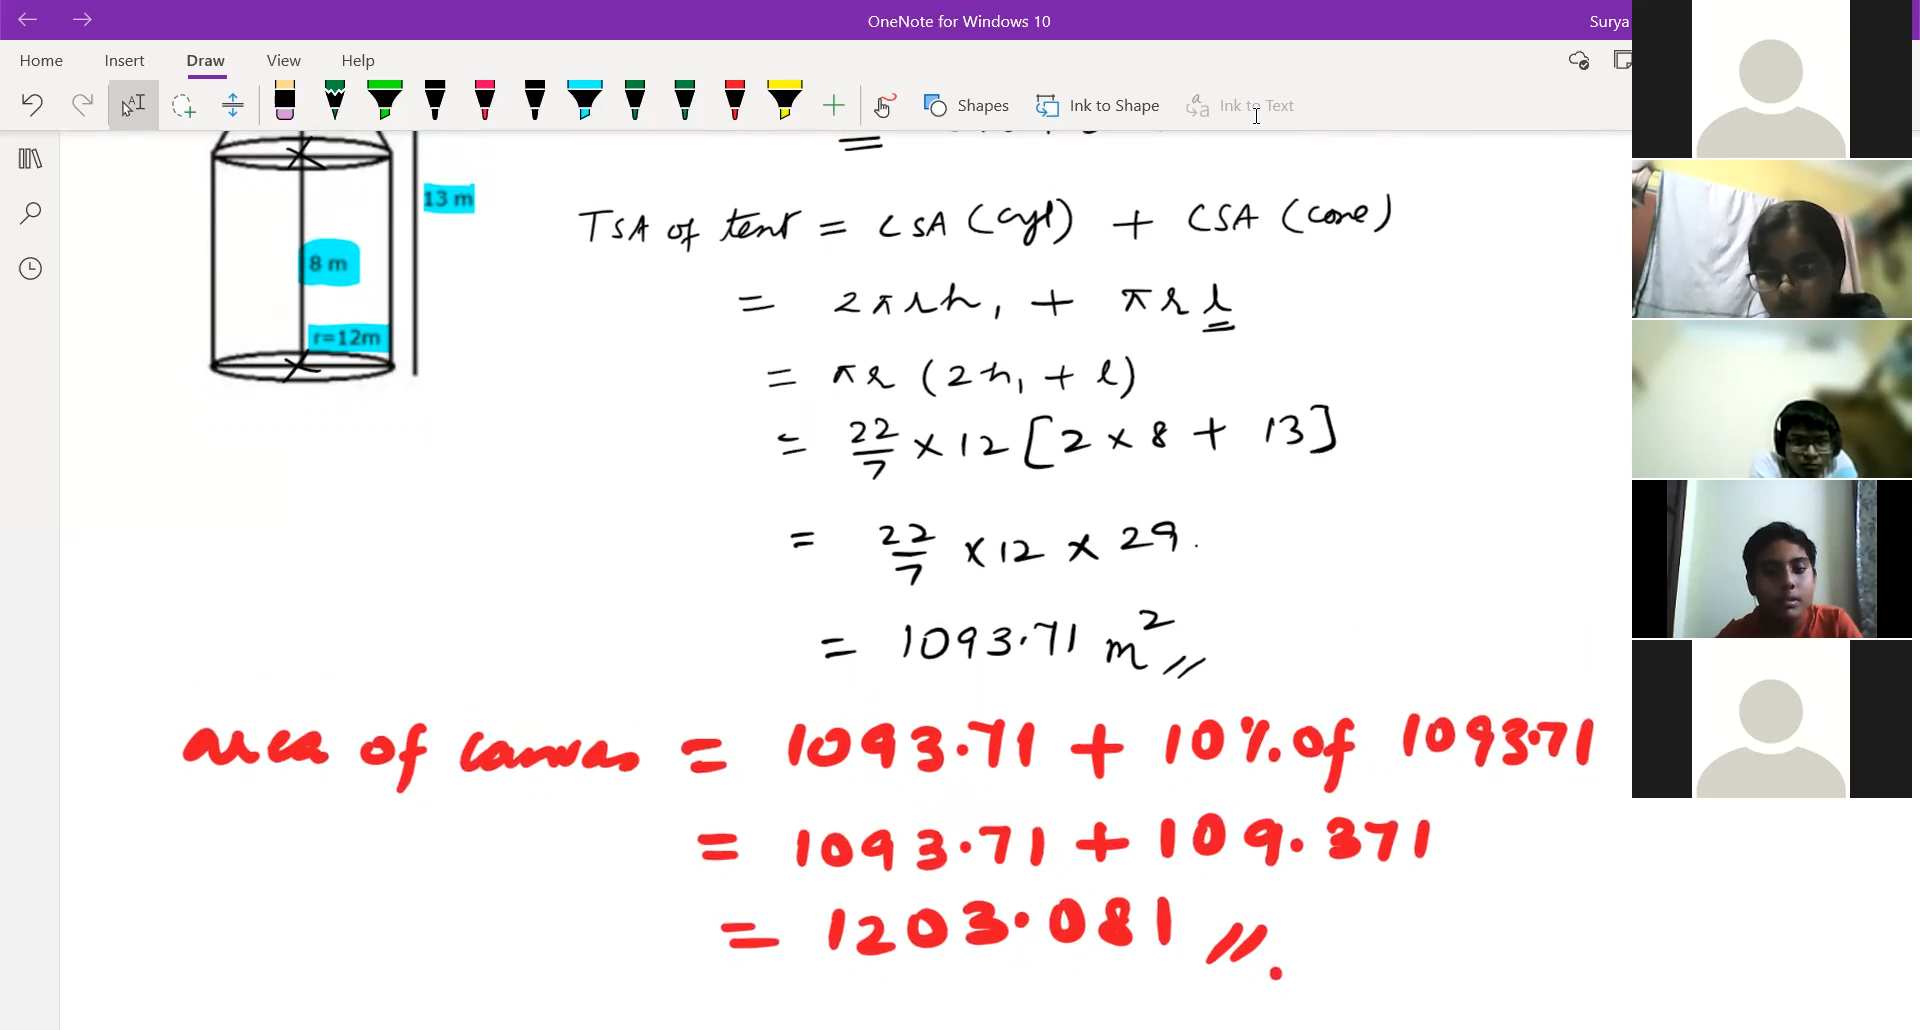 OneNote for Windows 10
Surya
Home Insert Draw View Help
Shapes Ink to Shape Ink to Text
13 m
8 m
r=12m
TSA of tent = CSA (cyl) + CSA (cone)
= 2πrh₁ + πrl
= πr (2h₁ + l)
= 22/7 × 12 [2 × 8 + 13]
= 22/7 × 12 × 29.
= 1093.71 m²
area of canvas = 1093.71 + 10% of 1093.71
= 1093.71 + 109.371
= 1203.081